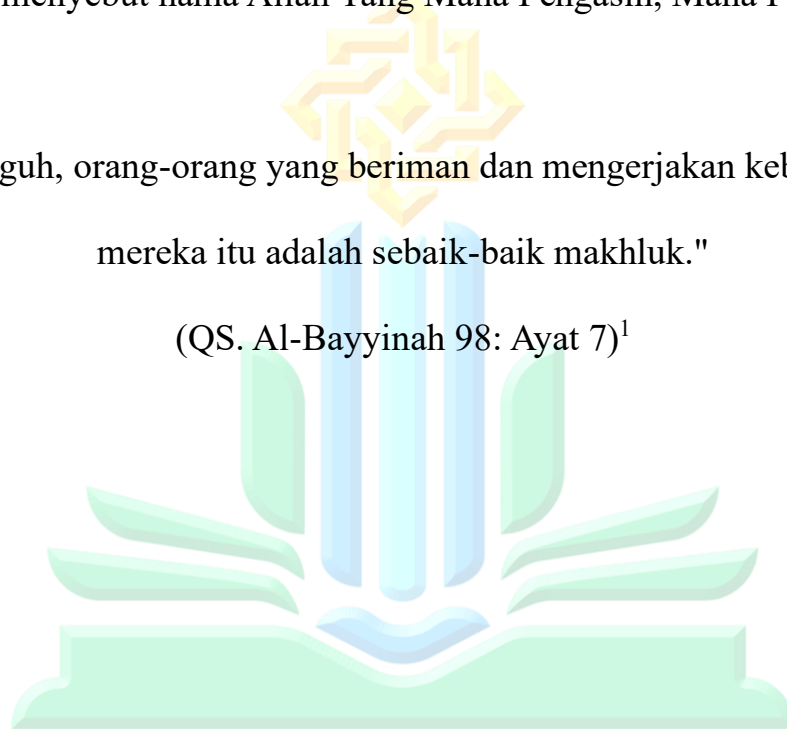 menyebut nama Allah Yang Maha Pengasih, Maha
guh, orang-orang yang beriman dan mengerjakan
mereka itu adalah sebaik-baik makhluk."
(QS. Al-Bayyinah 98: Ayat 7)1